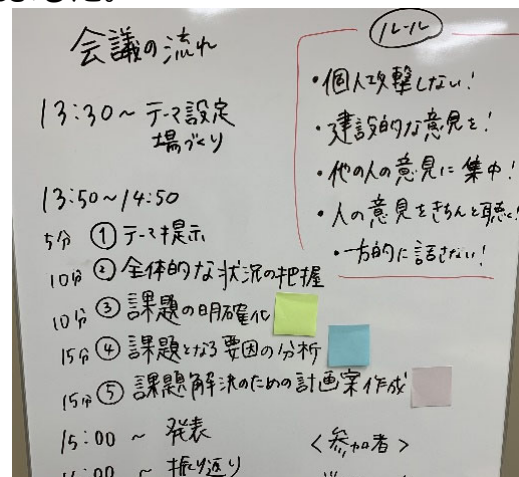 会議の流れ
13:30～ テーマ設定
場づくり
13:50～14:50
5分 ① テーマ提示
10分 ② 全体的な状況の把握
10分 ③ 課題の明確化
15分 ④ 課題となる要因の分析
15分 ⑤ 課題解決のための計画案作成
15:00 ～ 発表
:00 ～ 振り返り
ルール
・個人攻撃しない!
・建設的な意見を!
・他の人の意見に集中!
・人の意見をきちんと聴く!
・一方的に話さない!
＜参加者＞